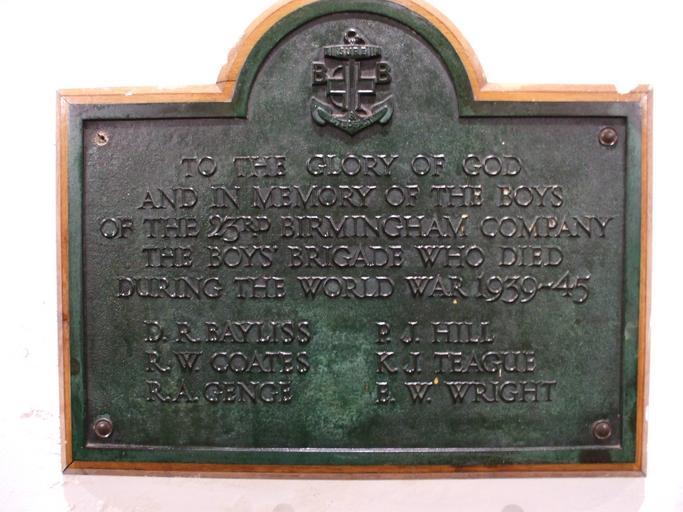 B B
TO THE GLORY OF GOD
AND IN MEMORY OF THE BOYS
OF THE 23RD BIRMINGHAM COMPANY
THE BOYS' BRIGADE WHO DIED
DURING THE WORLD WAR 1939-45
D. R. BAYLISS P. J. HILL
R. W. COATES K. J. TEAGUE
R. A. GENGE E. W. WRIGHT